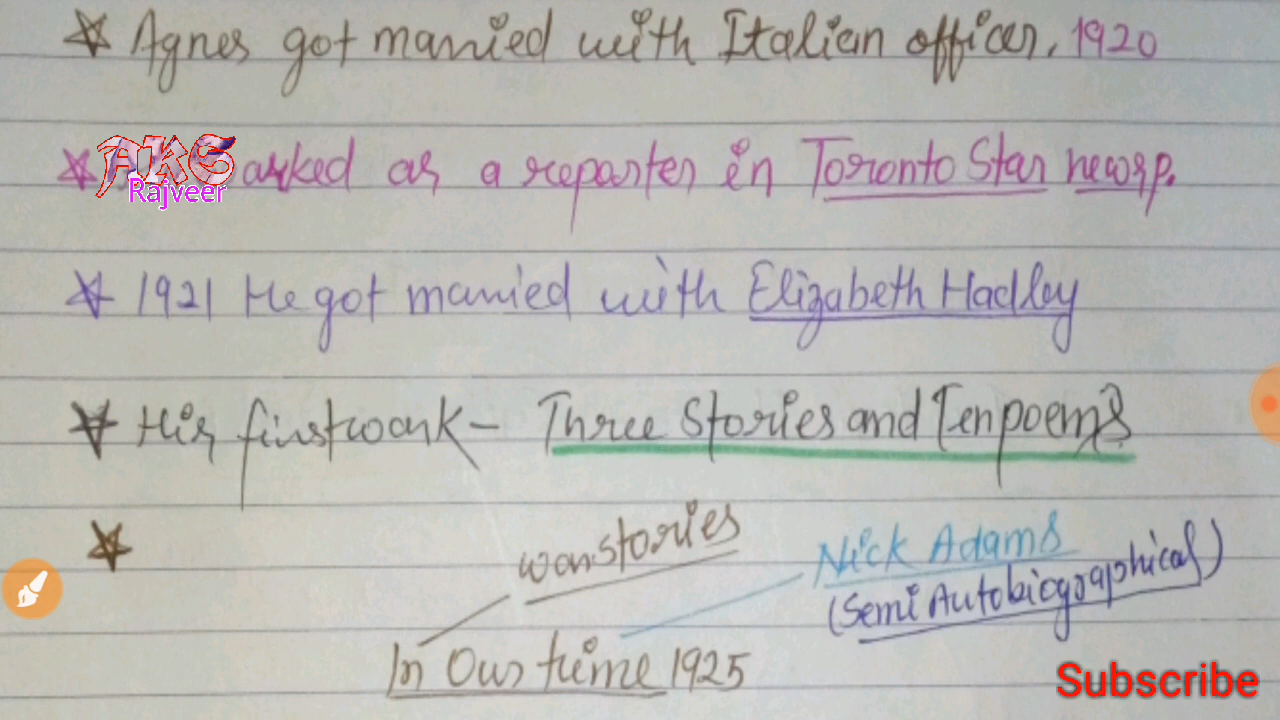 Agnes got married with Italian officer. 1920
AKS
Rajveer
arked as a reporter in Toronto Star newsp.
1921 He got married with Elizabeth Hadley
His first work - Three Stories and Ten poems
war stories
Nick Adams
(Semi Autobiographical)
In Our time 1925
Subscribe